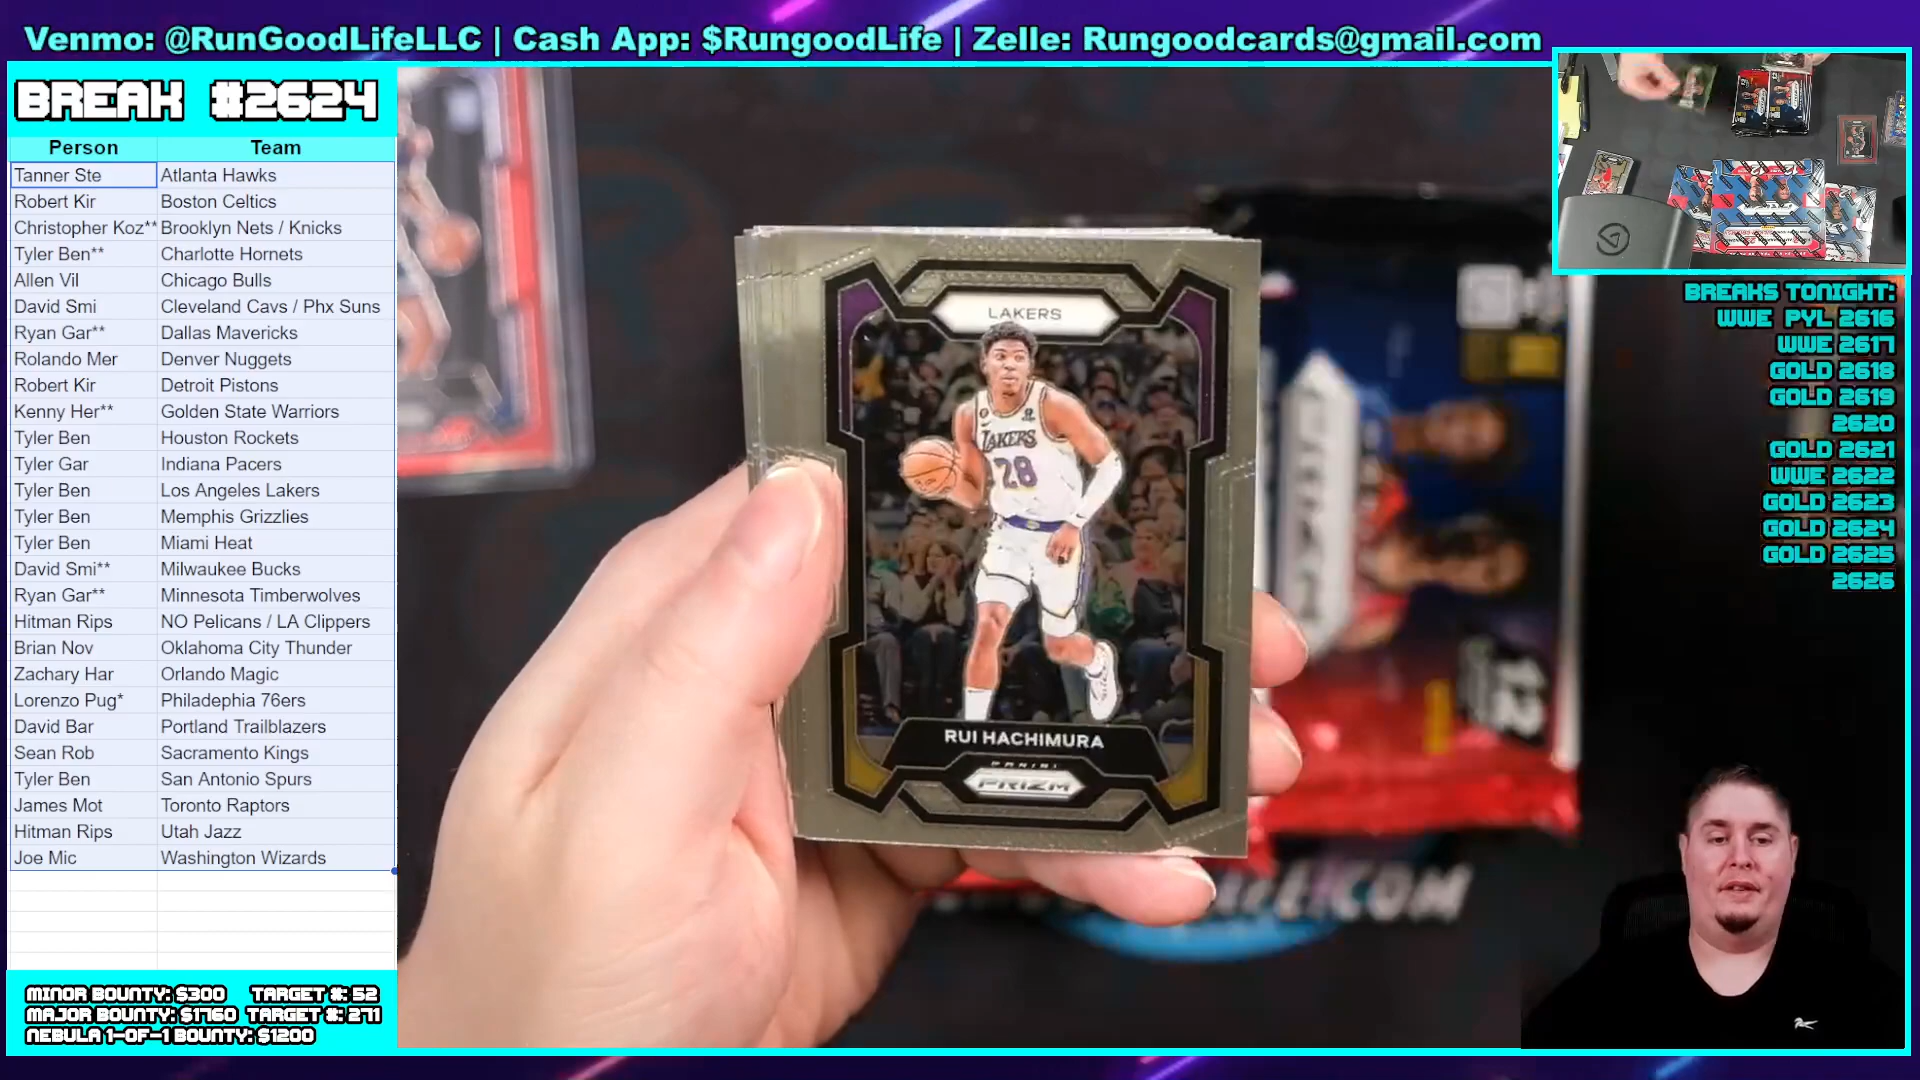 Venmo: @RunGoodLifeLLC | Cash App: $RungoodLife | Zelle: Rungoodcards@gmail.com
BREAK #2624
Person Team
Tanner Ste Atlanta Hawks
Robert Kir Boston Celtics
Christopher Koz** Brooklyn Nets / Knicks
Tyler Ben** Charlotte Hornets
Allen Vil Chicago Bulls
David Smi Cleveland Cavs / Phx Suns
Ryan Gar** Dallas Mavericks
Rolando Mer Denver Nuggets
Robert Kir Detroit Pistons
Kenny Her** Golden State Warriors
Tyler Ben Houston Rockets
Tyler Gar Indiana Pacers
Tyler Ben Los Angeles Lakers
Tyler Ben Memphis Grizzlies
Tyler Ben Miami Heat
David Smi** Milwaukee Bucks
Ryan Gar** Minnesota Timberwolves
Hitman Rips NO Pelicans / LA Clippers
Brian Nov Oklahoma City Thunder
Zachary Har Orlando Magic
Lorenzo Pug* Philadephia 76ers
David Bar Portland Trailblazers
Sean Rob Sacramento Kings
Tyler Ben San Antonio Spurs
James Mot Toronto Raptors
Hitman Rips Utah Jazz
Joe Mic Washington Wizards
MINOR BOUNTY: $300 TARGET #: 52
MAJOR BOUNTY: $1760 TARGET #: 271
NEBULA 1-OF-1 BOUNTY: $1200
LAKERS
LAKERS
28
RUI HACHIMURA
PANINI
PRIZM
12
.COM
BREAKS TONIGHT:
WWE PYL 2616
WWE 2617
GOLD 2618
GOLD 2619
2620
GOLD 2621
WWE 2622
GOLD 2623
GOLD 2624
GOLD 2625
2626